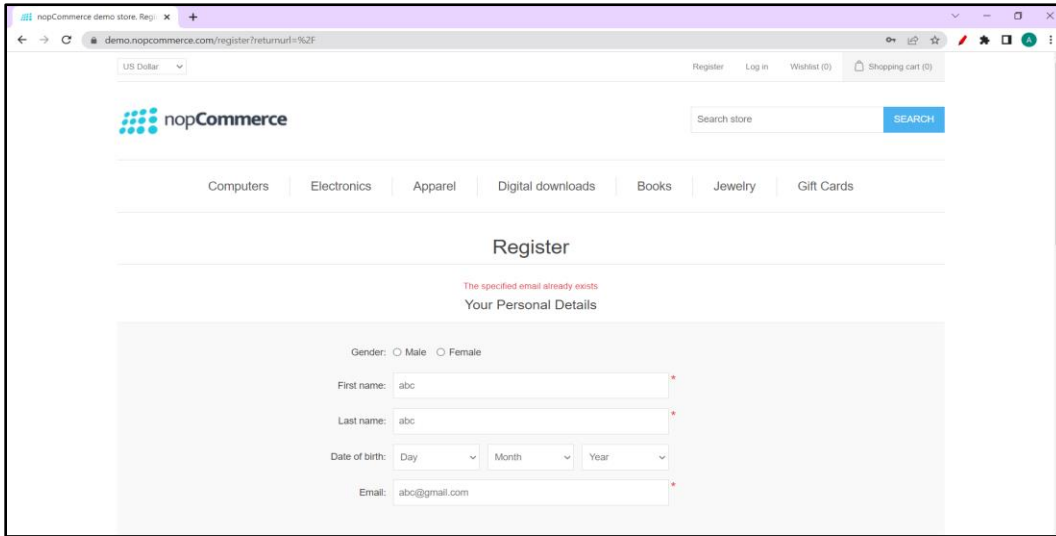 nopCommerce demo store. Regi
demo.nopcommerce.com/register?returnurl=%2F
A
US Dollar Register Log in Wishlist (0) Shopping cart (0)
nopCommerce Search store SEARCH
Computers Electronics Apparel Digital downloads Books Jewelry Gift Cards
Register
The specified email already exists
Your Personal Details
Gender: Male Female
First name: abc *
Last name: abc *
Date of birth: Day Month Year
Email: abc@gmail.com *